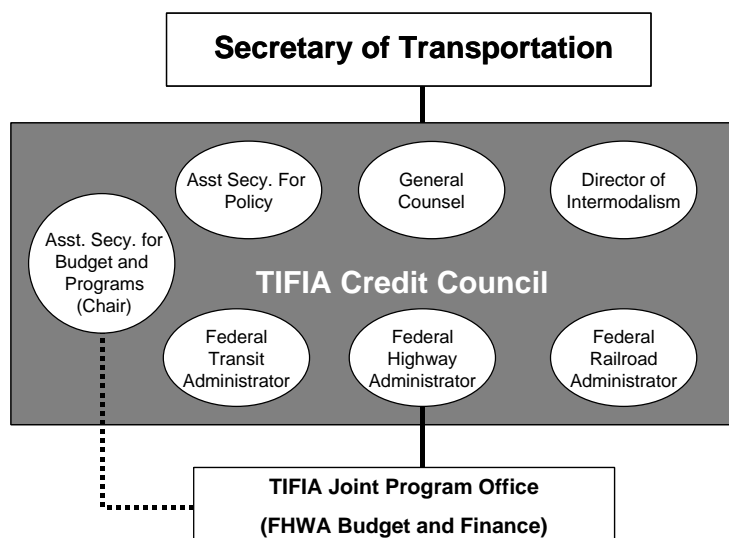 Secretary of Transportation
Asst Secy. For
Policy
General
Counsel
Director of
Intermodalism
Asst. Secy. for
Budget and
Programs
(Chair)
TIFIA Credit Council
Federal
Transit
Administrator
Federal
Highway
Administrator
Federal
Railroad
Administrator
TIFIA Joint Program Office
(FHWA Budget and Finance)